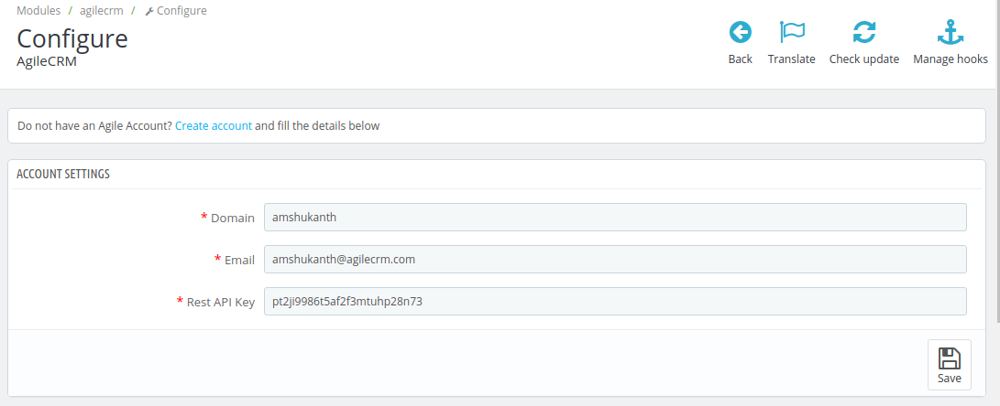 Modules / agilecrm / Configure
Configure
AgileCRM
Back Translate Check update Manage hooks
Do not have an Agile Account? Create account and fill the details below
ACCOUNT SETTINGS
* Domain amshukanth
* Email amshukanth@agilecrm.com
* Rest API Key pt2ji9986t5af2f3mtuhp28n73
Save